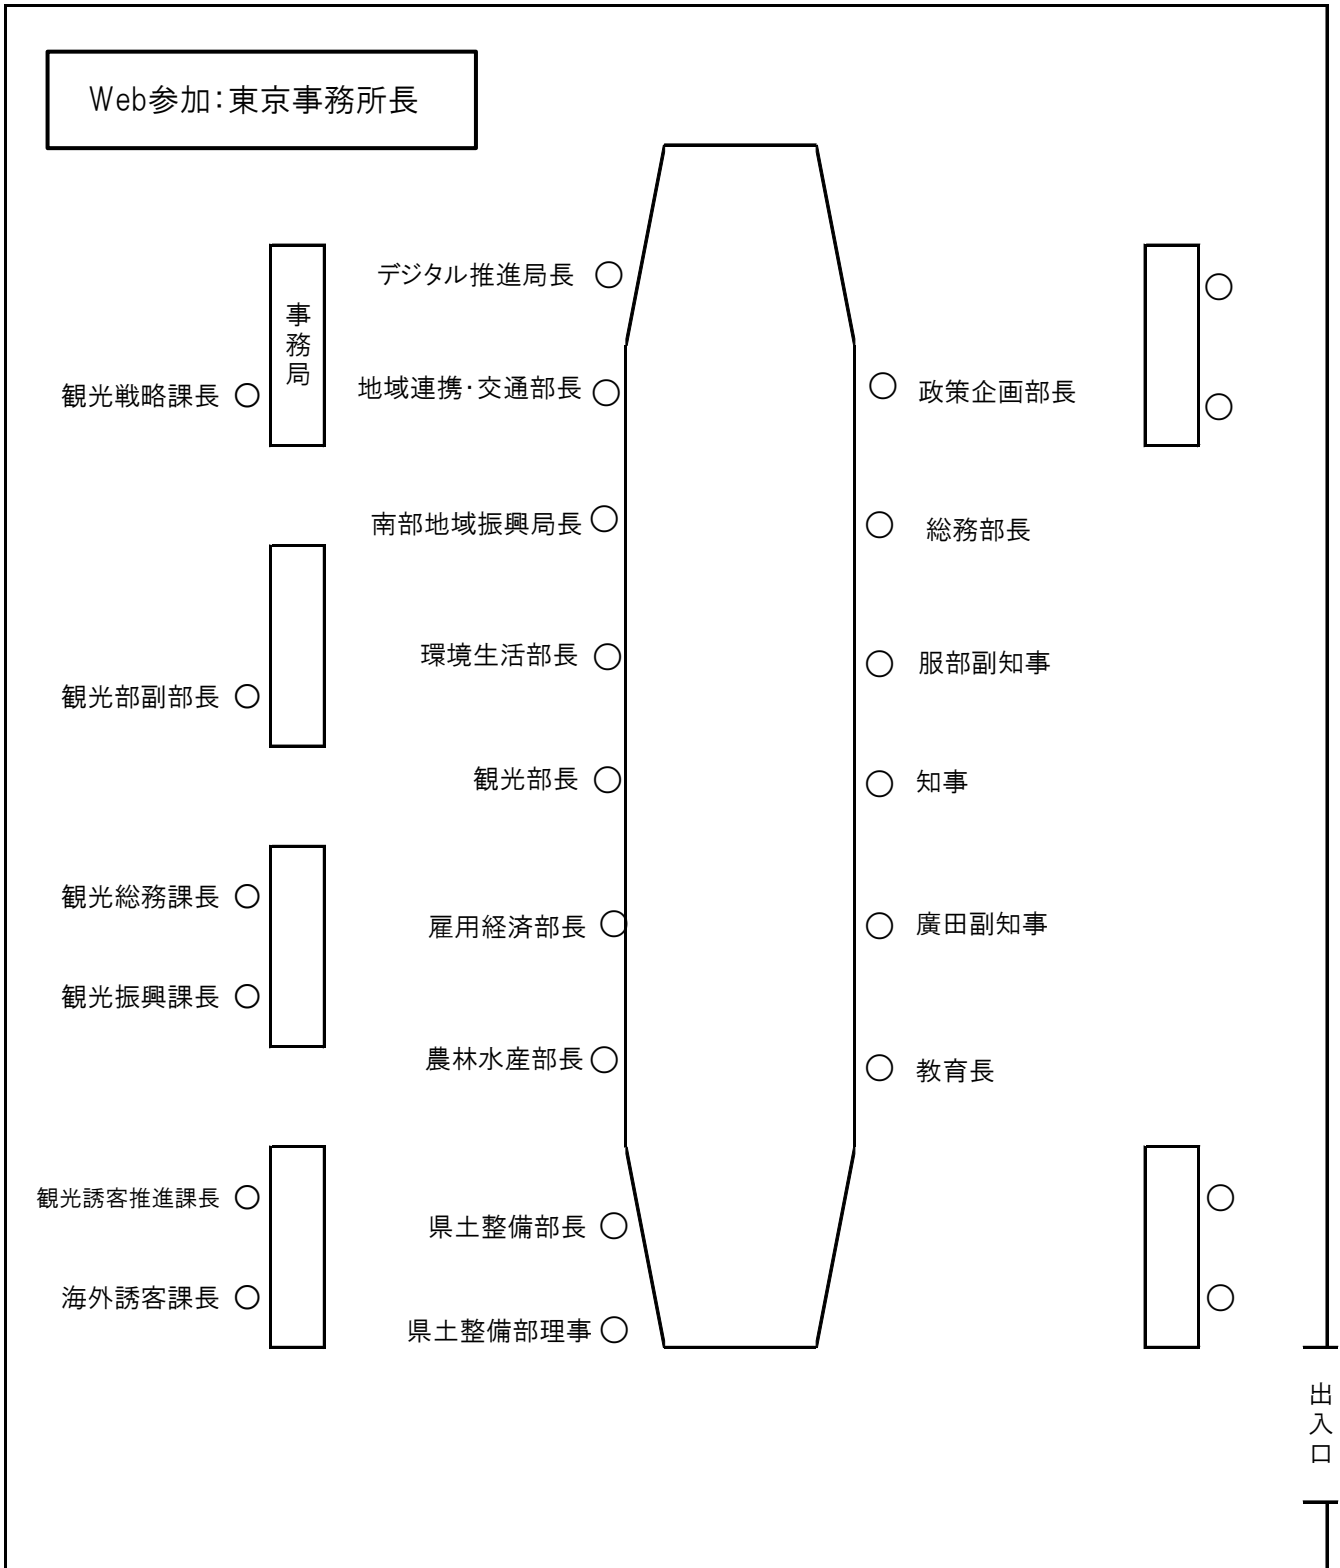 Web参加:東京事務所長
デジタル推進局長
事務局
観光戦略課長
地域連携・交通部長
政策企画部長
南部地域振興局長
総務部長
環境生活部長
服部副知事
観光部副部長
観光部長
知事
観光総務課長
雇用経済部長
廣田副知事
観光振興課長
農林水産部長
教育長
観光誘客推進課長
県土整備部長
海外誘客課長
県土整備部理事
出入口